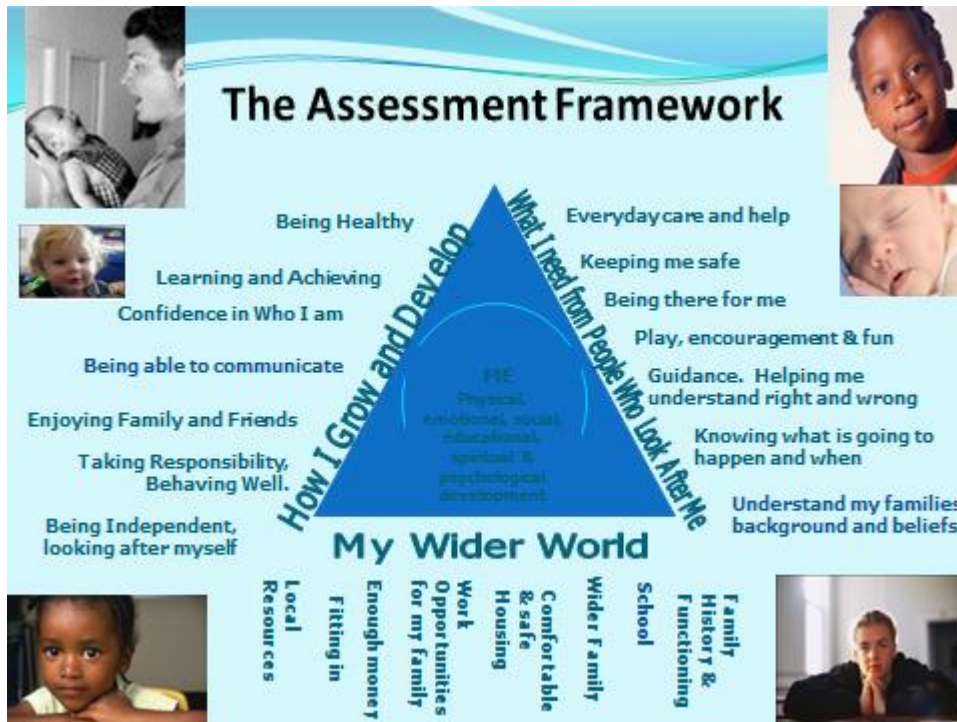 The Assessment Framework
Being Healthy
Learning and Achieving
Confidence in Who I am
Being able to communicate
Enjoying Family and Friends
Taking Responsibility,
Behaving Well.
Being Independent,
looking after myself
How I Grow and Develop
ME
Physical,
emotional, social,
educational,
spiritual &
psychological
development
What I need from People Who Look After Me
Everyday care and help
Keeping me safe
Being there for me
Play, encouragement & fun
Guidance. Helping me
understand right and wrong
Knowing what is going to
happen and when
Understand my families
background and beliefs
My Wider World
Local
Resources
Fitting in
Enough money
Work
Opportunities
for my family
Comfortable
& safe
Housing
Wider Family
School
Family
History &
Functioning